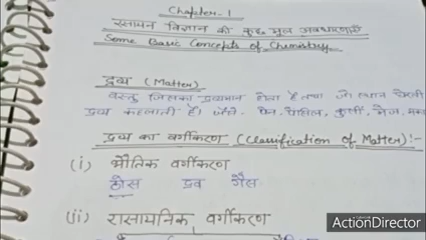 Chapter-1
रसायन विज्ञान की कुछ मूल अवधारणाएँ
Some Basic Concepts of Chemistry
द्रव्य (Matter)
वस्तु जिसका द्रव्यमान होता है तथा जो स्थान घेरती
द्रव्य कहलाती है। जैसे- पेन, पेंसिल, कुर्सी, मेज,
द्रव्य का वर्गीकरण (Classification of Matter):-
(i) भौतिक वर्गीकरण
ठोस द्रव गैस
(ii) रासायनिक वर्गीकरण
ActionDirector